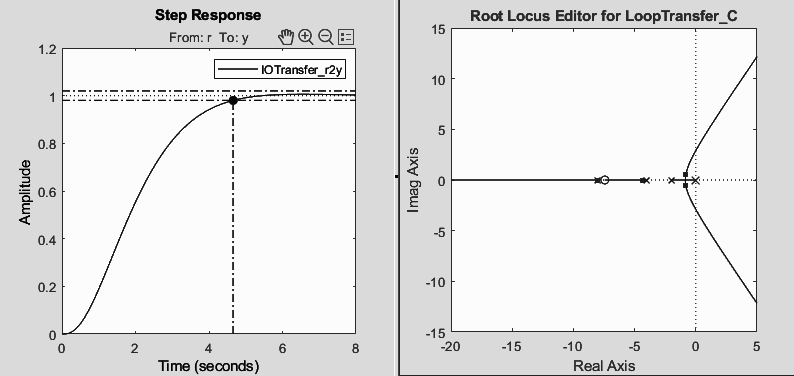 Step Response
From: r To: y
IOTransfer_r2y
1.2
1
0.8
0.6
0.4
0.2
0
Amplitude
0 2 4 6 8
Time (seconds)
Root Locus Editor for LoopTransfer_C
15
10
5
0
-5
-10
-15
Imag Axis
-20 -15 -10 -5 0 5
Real Axis